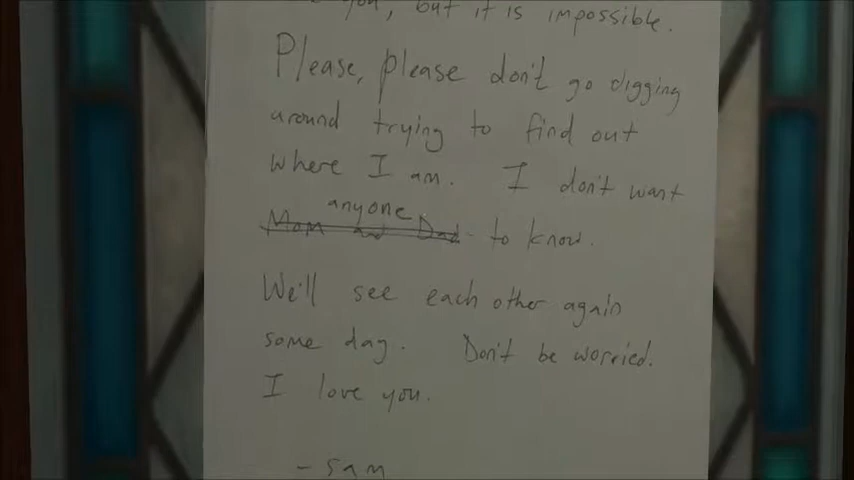 you, but it is impossible.
Please, please don't go digging
around trying to find out
where I am. I don't want
anyone
Mom and Dad to know.
We'll see each other again
some day. Don't be worried.
I love you.
- Sam